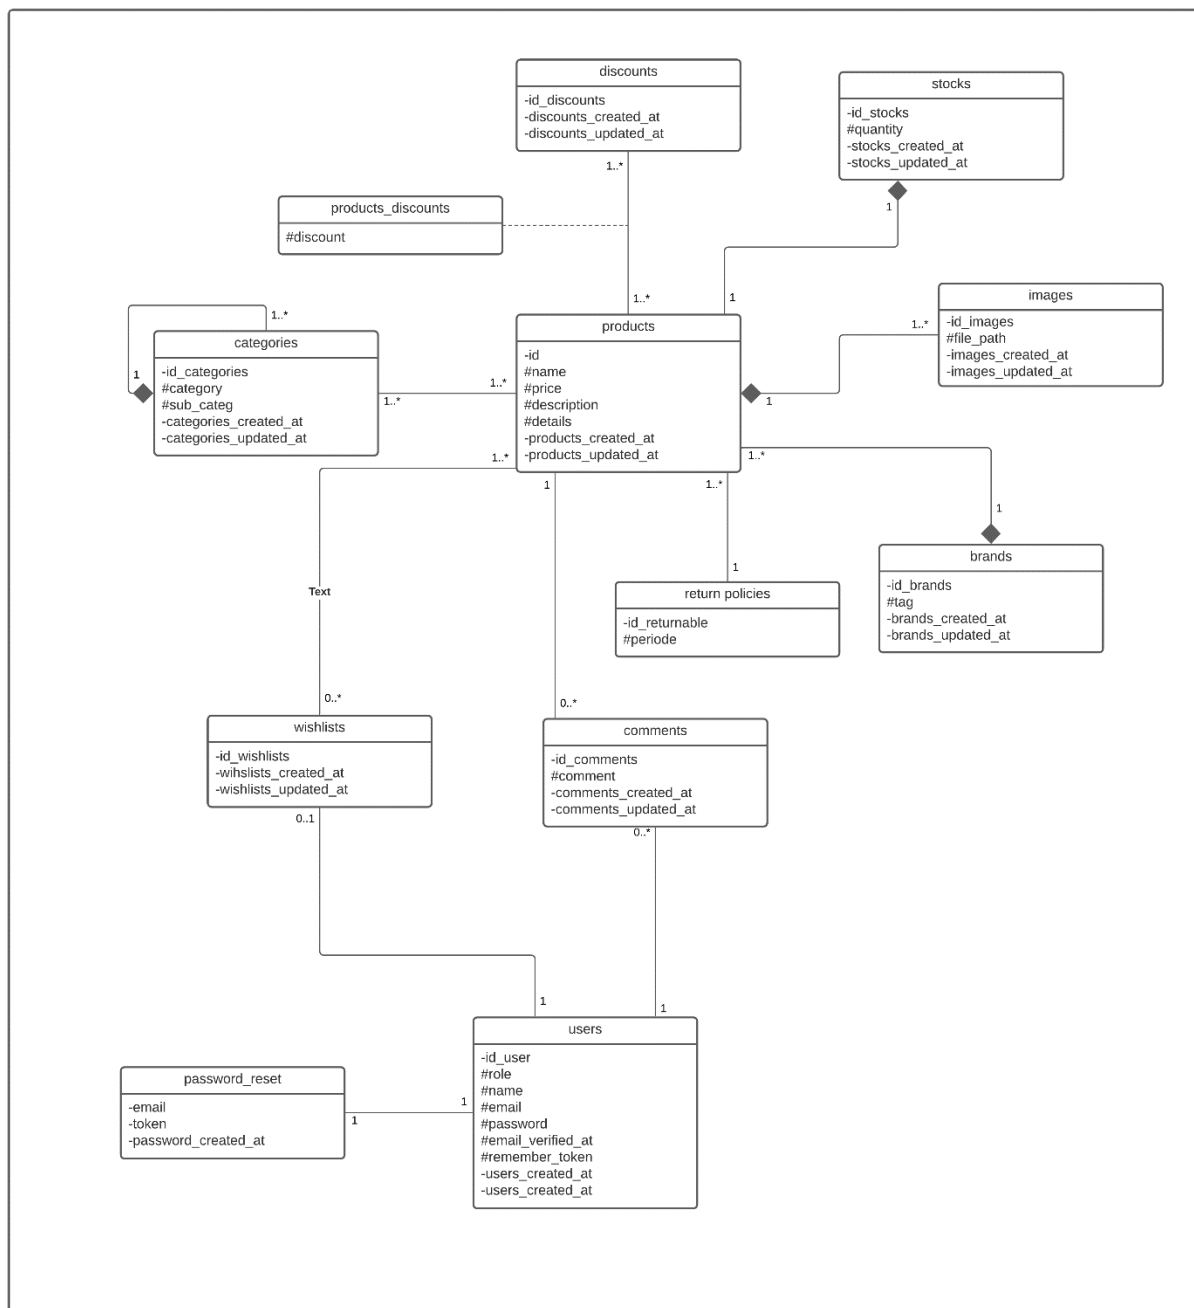 discounts
-id_discounts
-discounts_created_at
-discounts_updated_at
1..*
stocks
-id_stocks
#quantity
-stocks_created_at
-stocks_updated_at
1
products_discounts
#discount
1..*
1
images
-id_images
#file_path
-images_created_at
-images_updated_at
1..*
1
1..*
1
categories
-id_categories
#category
#sub_categ
-categories_created_at
-categories_updated_at
1..*
1..*
products
-id
#name
#price
#description
#details
-products_created_at
-products_updated_at
1..*
1
1..*
1..*
1
brands
-id_brands
#tag
-brands_created_at
-brands_updated_at
1
return policies
-id_returnable
#periode
Text
0..*
wishlists
-id_wishlists
-wihslists_created_at
-wishlists_updated_at
0..1
0..*
comments
-id_comments
#comment
-comments_created_at
-comments_updated_at
0..*
1
1
users
-id_user
#role
#name
#email
#password
#email_verified_at
#remember_token
-users_created_at
-users_created_at
password_reset
-email
-token
-password_created_at
1
1